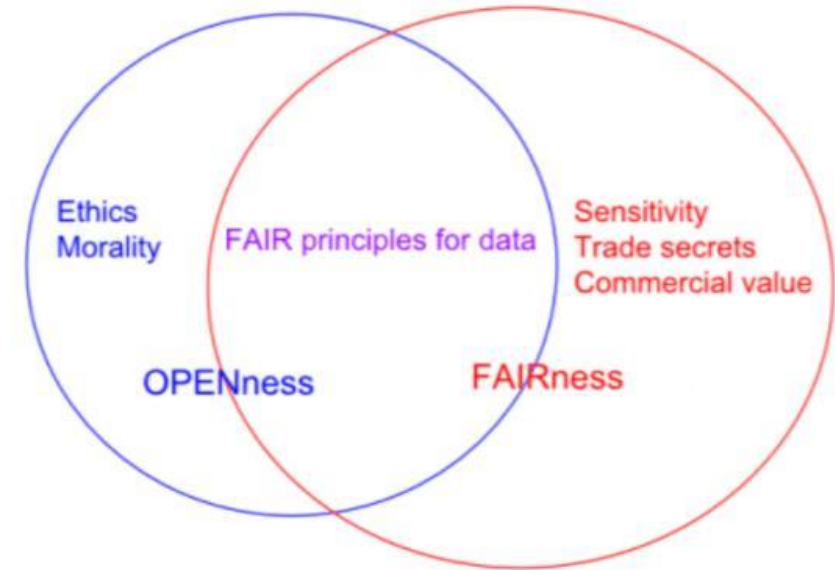 Ethics
Morality
FAIR principles for data
Sensitivity
Trade secrets
Commercial value
OPENness
FAIRness